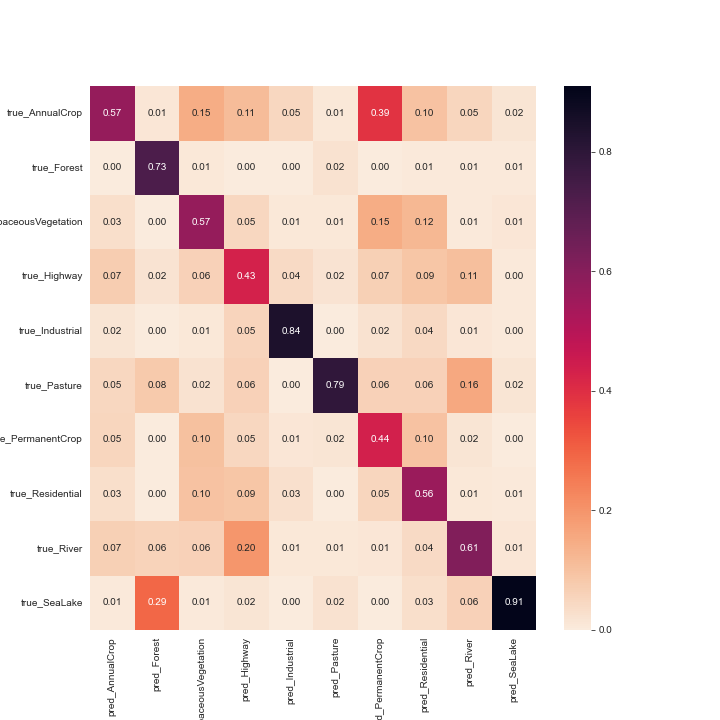 true_AnnualCrop 0.57 0.01 0.15 0.11 0.05 0.01 0.39 0.10 0.05 0.02
true_Forest 0.00 0.73 0.01 0.00 0.00 0.02 0.00 0.01 0.01 0.01
paceousVegetation 0.03 0.00 0.57 0.05 0.01 0.01 0.15 0.12 0.01 0.01
true_Highway 0.07 0.02 0.06 0.43 0.04 0.02 0.07 0.09 0.11 0.00
true_Industrial 0.02 0.00 0.01 0.05 0.84 0.00 0.02 0.04 0.01 0.00
true_Pasture 0.05 0.08 0.02 0.06 0.00 0.79 0.06 0.06 0.16 0.02
e_PermanentCrop 0.05 0.00 0.10 0.05 0.01 0.02 0.44 0.10 0.02 0.00
true_Residential 0.03 0.00 0.10 0.09 0.03 0.00 0.05 0.56 0.01 0.01
true_River 0.07 0.06 0.06 0.20 0.01 0.01 0.01 0.04 0.61 0.01
true_SeaLake 0.01 0.29 0.01 0.02 0.00 0.02 0.00 0.03 0.06 0.91
pred_AnnualCrop
pred_Forest
paceousVegetation
pred_Highway
pred_Industrial
pred_Pasture
d_PermanentCrop
pred_Residential
pred_River
pred_SeaLake
0.8
0.6
0.4
0.2
0.0